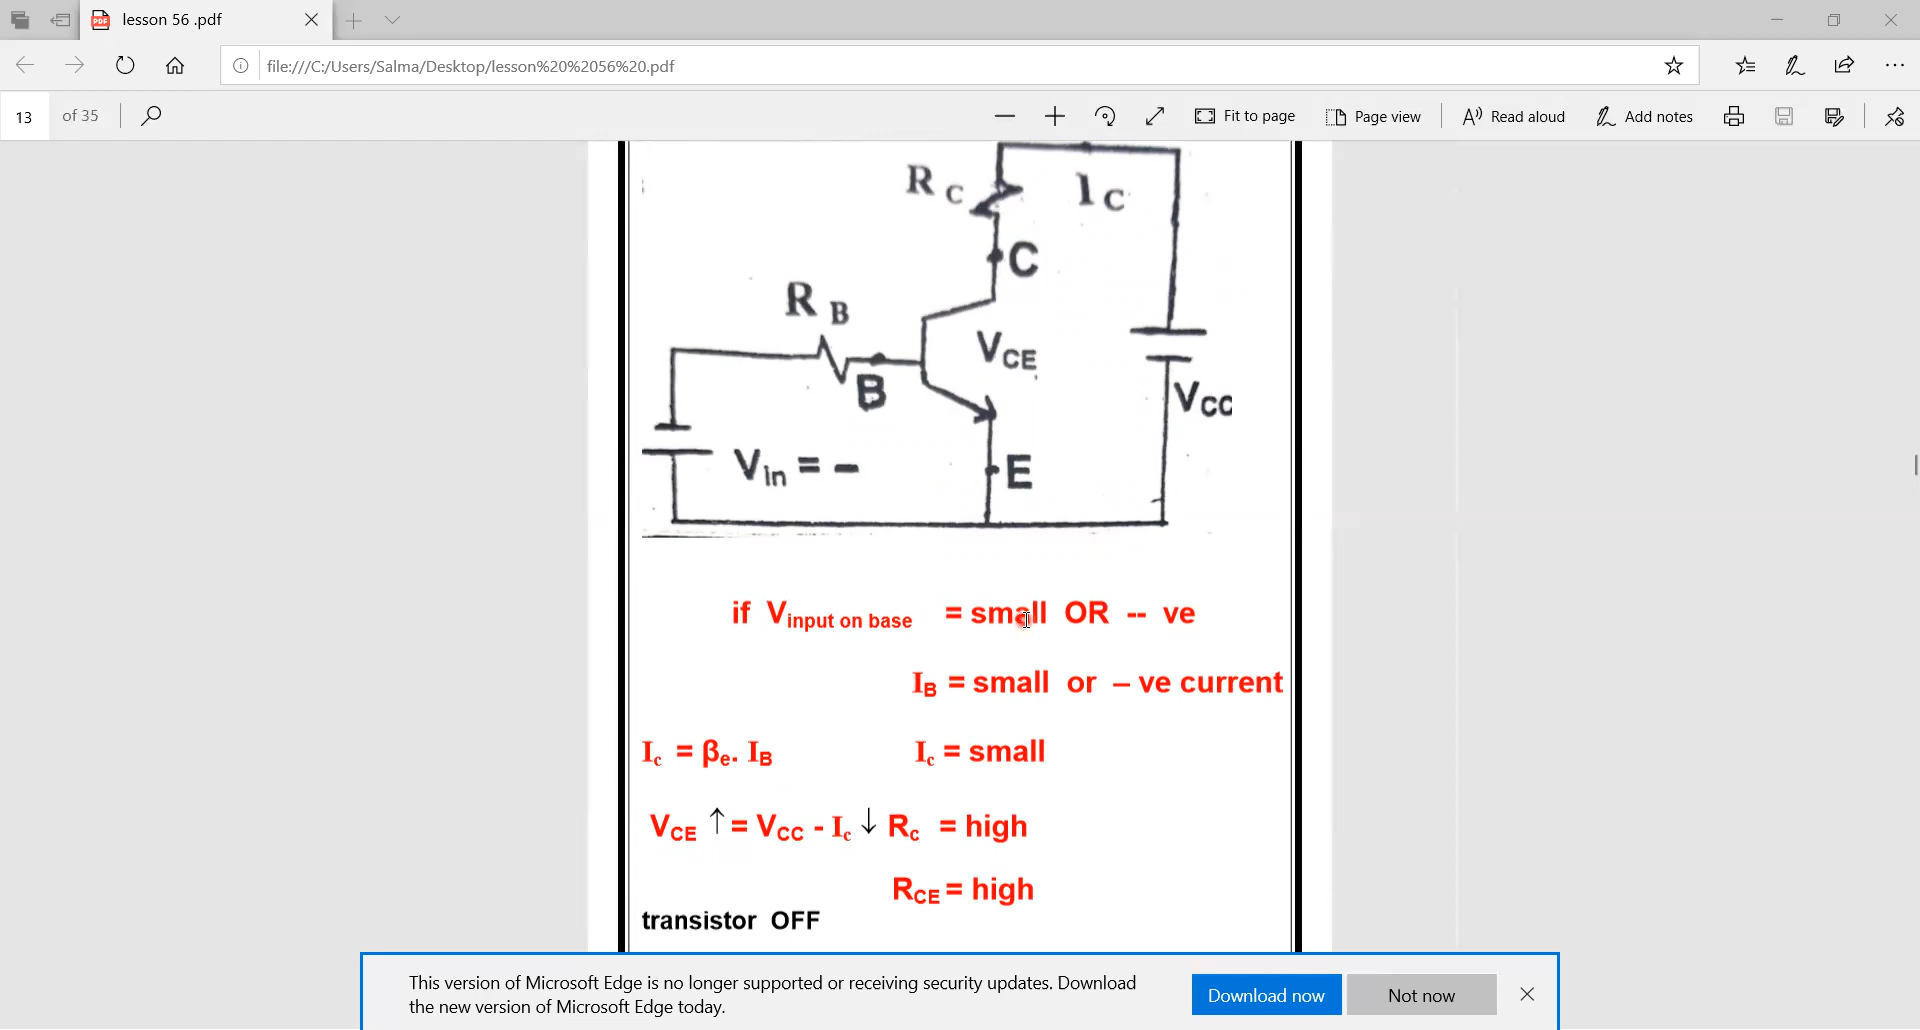 lesson 56 .pdf
file:///C:/Users/Salma/Desktop/lesson%20%2056%20.pdf
13 of 35
Fit to page
Page view
Read aloud
Add notes
R C
I C
C
R B
V CE
B
V CC
V in = -
E
if V input on base = small OR -- ve
I B = small or – ve current
I c = β e. I B I c = small
V CE ↑ = V CC - I c ↓ R c = high
R CE = high
transistor OFF
This version of Microsoft Edge is no longer supported or receiving security updates. Download
the new version of Microsoft Edge today.
Download now
Not now